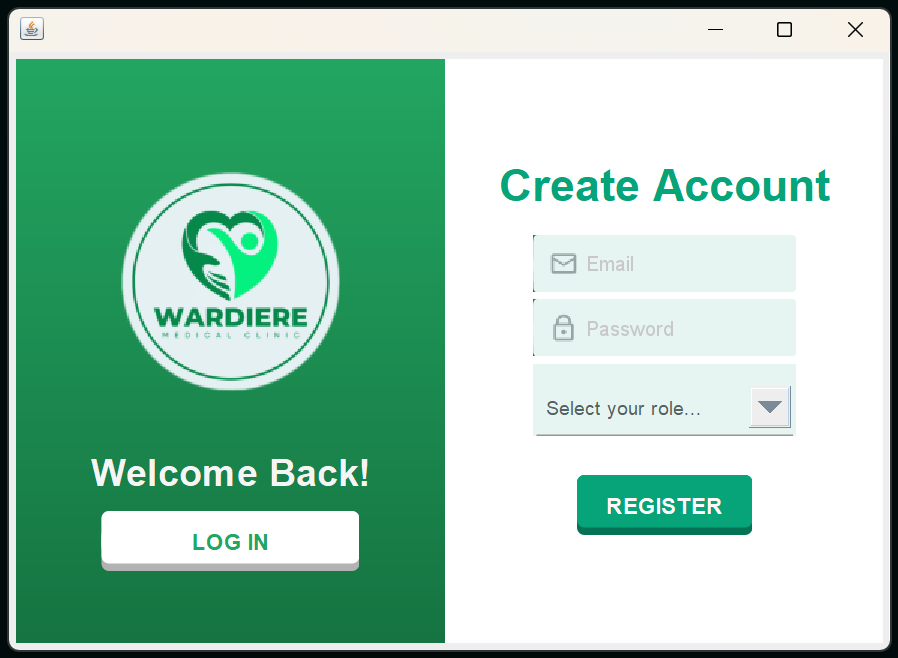 WARDIERE
MEDICAL CLINIC
Welcome Back!
LOG IN
Create Account
Email
Password
Select your role...
REGISTER